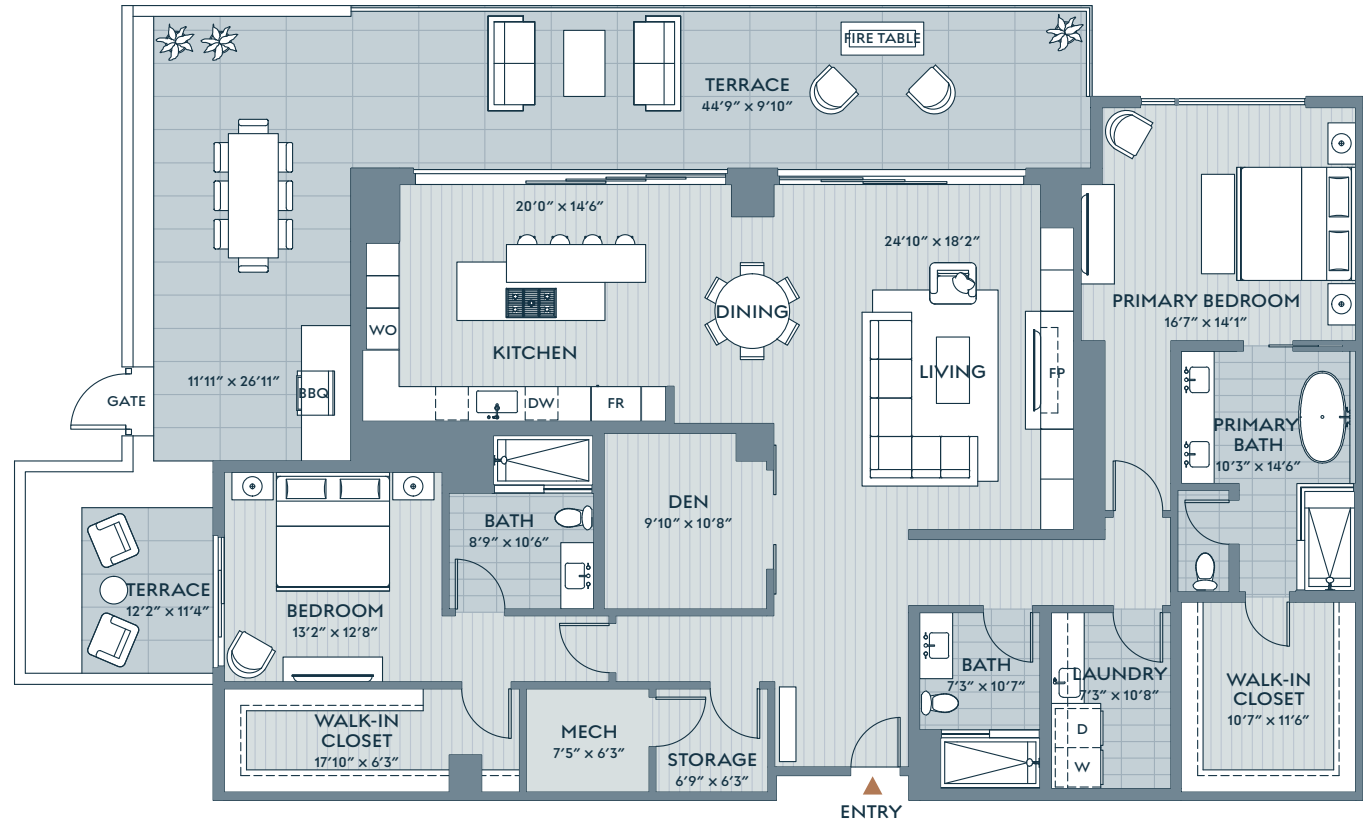 FIRE TABLE
TERRACE
44'9" x 9'10"
20'0" x 14'6"
24'10" x 18'2"
PRIMARY BEDROOM
16'7" x 14'1"
DINING
WO
KITCHEN
LIVING
FP
11'11" x 26'11"
BBQ
GATE
DW
FR
PRIMARY
BATH
10'3" x 14'6"
DEN
9'10" x 10'8"
BATH
8'9" x 10'6"
TERRACE
12'2" x 11'4"
BEDROOM
13'2" x 12'8"
BATH
7'3" x 10'7"
LAUNDRY
7'3" x 10'8"
WALK-IN
CLOSET
10'7" x 11'6"
WALK-IN
CLOSET
17'10" x 6'3"
MECH
7'5" x 6'3"
STORAGE
6'9" x 6'3"
D
W
ENTRY